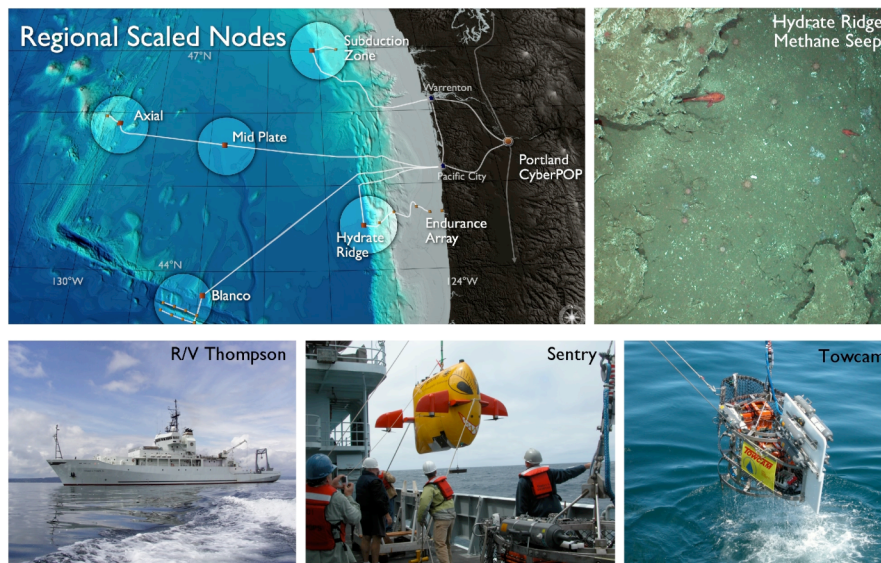 Regional Scaled Nodes
Subduction
Zone
47°N
Warrenton
Axial
Mid Plate
Portland
CyberPOP
Pacific City
Hydrate
Ridge
Endurance
Array
44°N
130°W
124°W
Blanco
Hydrate Ridge
Methane Seep
R/V Thompson
Sentry
Towcam
TOWCAM